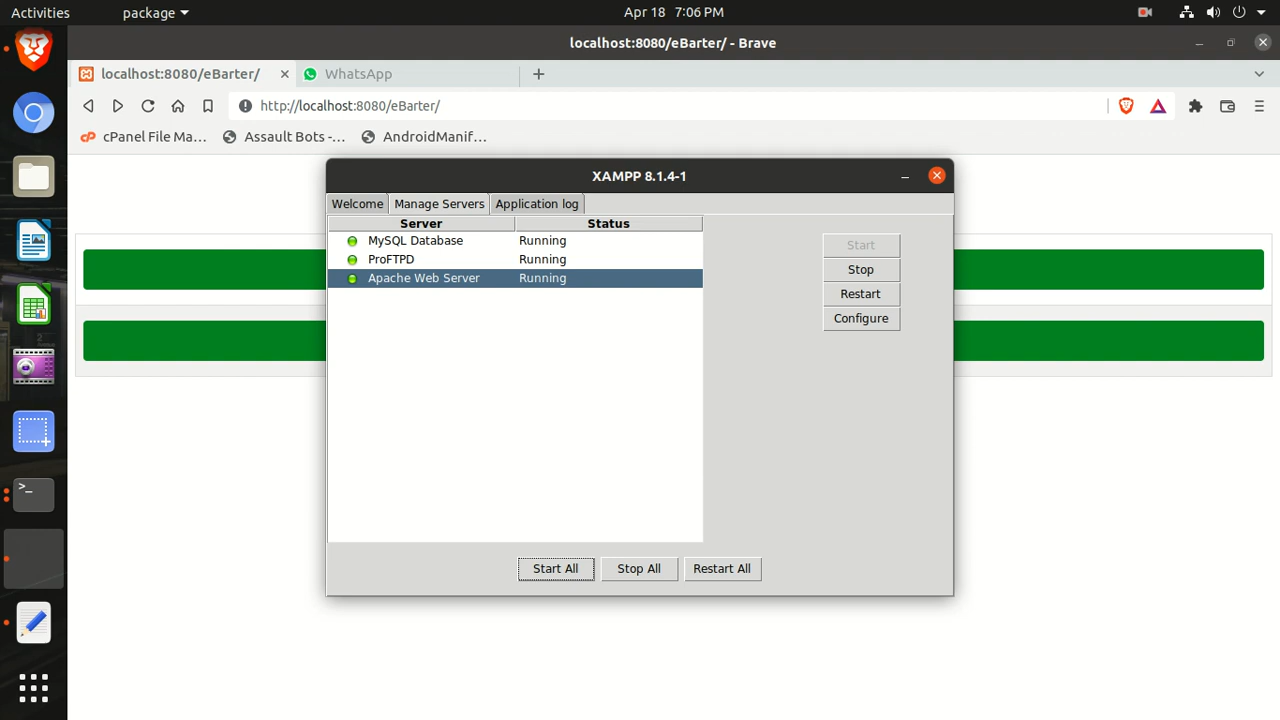 Activities
package
Apr 18 7:06 PM
localhost:8080/eBarter/ - Brave
localhost:8080/eBarter/
WhatsApp
http://localhost:8080/eBarter/
cPanel File Ma...
Assault Bots -...
AndroidManif...
XAMPP 8.1.4-1
Welcome
Manage Servers
Application log
Server Status
MySQL Database Running
ProFTPD Running
Apache Web Server Running
Start
Stop
Restart
Configure
Start All
Stop All
Restart All